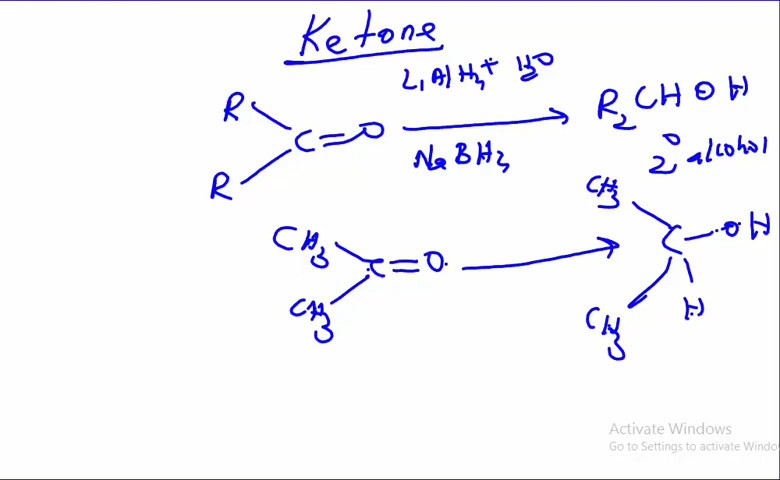 Ketone
LiAlH4 + H2O
R
C=O
R
NaBH4
R2CHOH
2° alcohol
CH3
C=O
CH3
CH3
C-OH
H
CH3
Activate Windows
Go to Settings to activate Windo